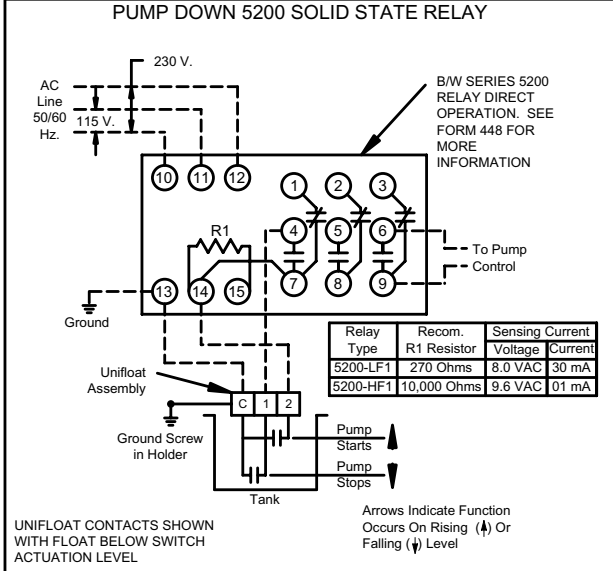 PUMP DOWN 5200 SOLID STATE RELAY
230 V.
AC
Line
50/60
Hz.
115 V.
B/W SERIES 5200
RELAY DIRECT
OPERATION. SEE
FORM 448 FOR
MORE
INFORMATION
10 11 12
1 2 3
4 5 6
R1
13 14 15
7 8 9
To Pump
Control
Ground
Relay Type Recom. R1 Resistor Sensing Current
Voltage Current
5200-LF1 270 Ohms 8.0 VAC 30 mA
5200-HF1 10,000 Ohms 9.6 VAC 01 mA
Unifloat
Assembly
C 1 2
Ground Screw
in Holder
Pump
Starts
Pump
Stops
Tank
UNIFLOAT CONTACTS SHOWN
WITH FLOAT BELOW SWITCH
ACTUATION LEVEL
Arrows Indicate Function
Occurs On Rising (↑) Or
Falling (↓) Level